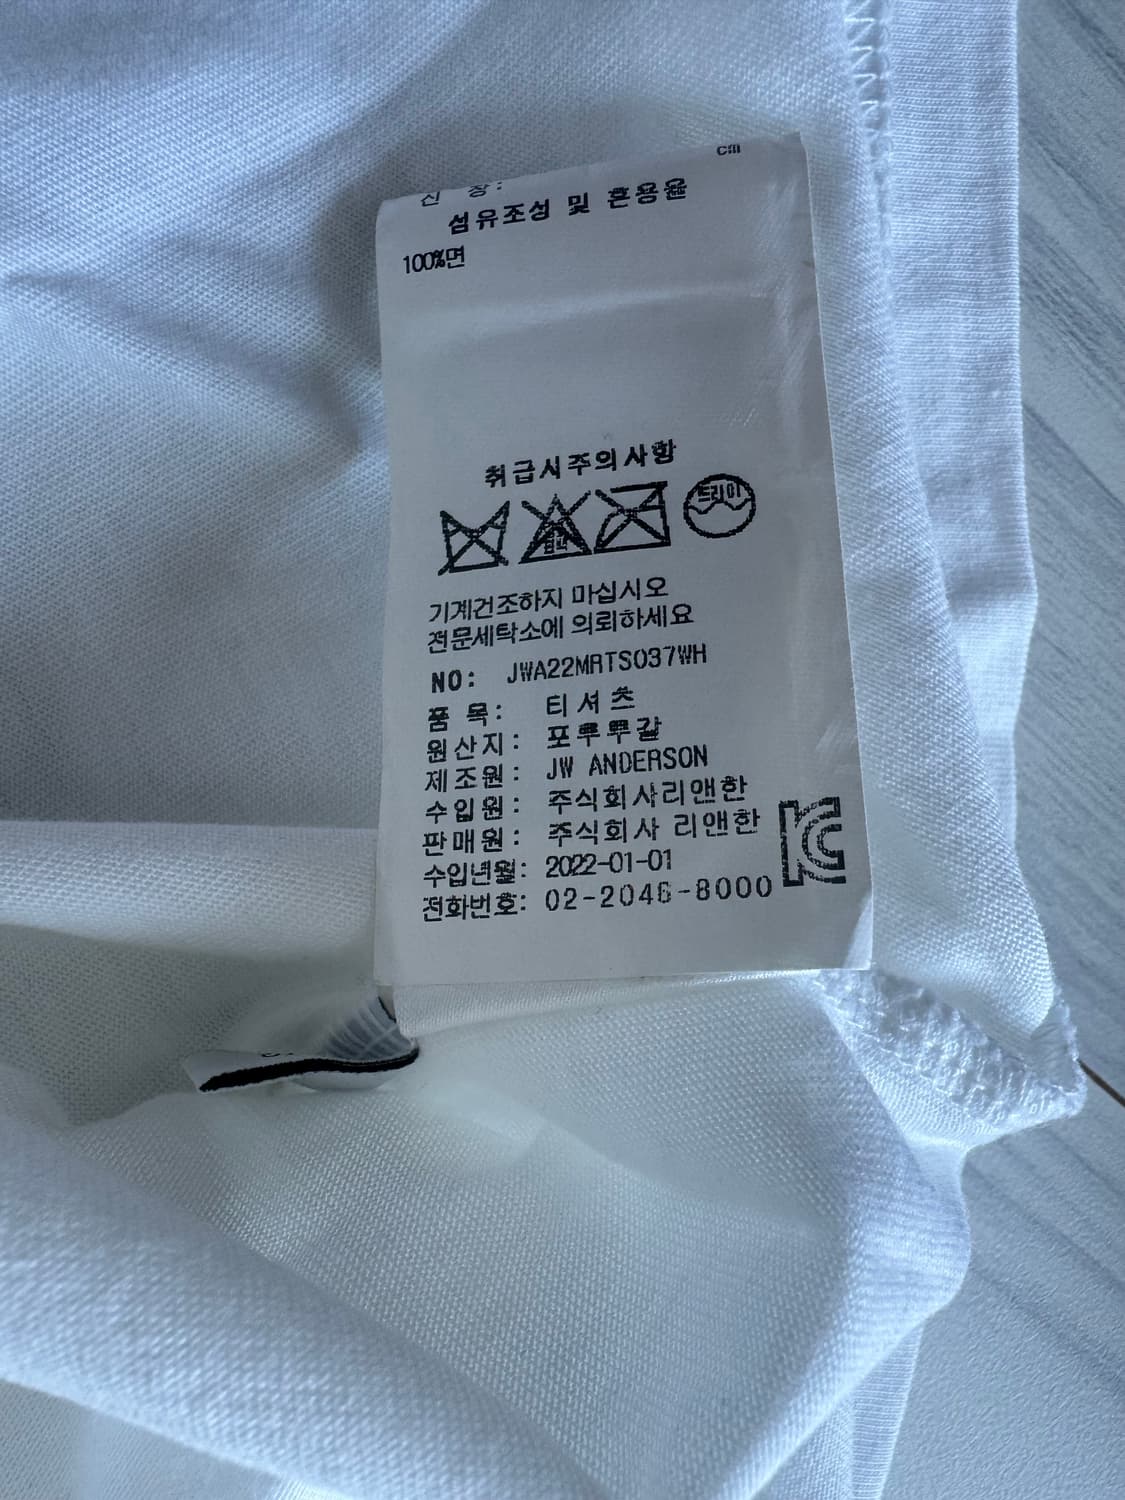 신 장: cm
섬유조성 및 혼용율
100%면
취급시주의사항
드라이
기계건조하지 마십시오
전문세탁소에 의뢰하세요
NO: JWA22MRTS037WH
품 목: 티셔츠
원산지: 포루투갈
제조원: JW ANDERSON
수입원: 주식회사리앤한
판매원: 주식회사 리앤한
수입년월: 2022-01-01
전화번호: 02-2046-8000
KC